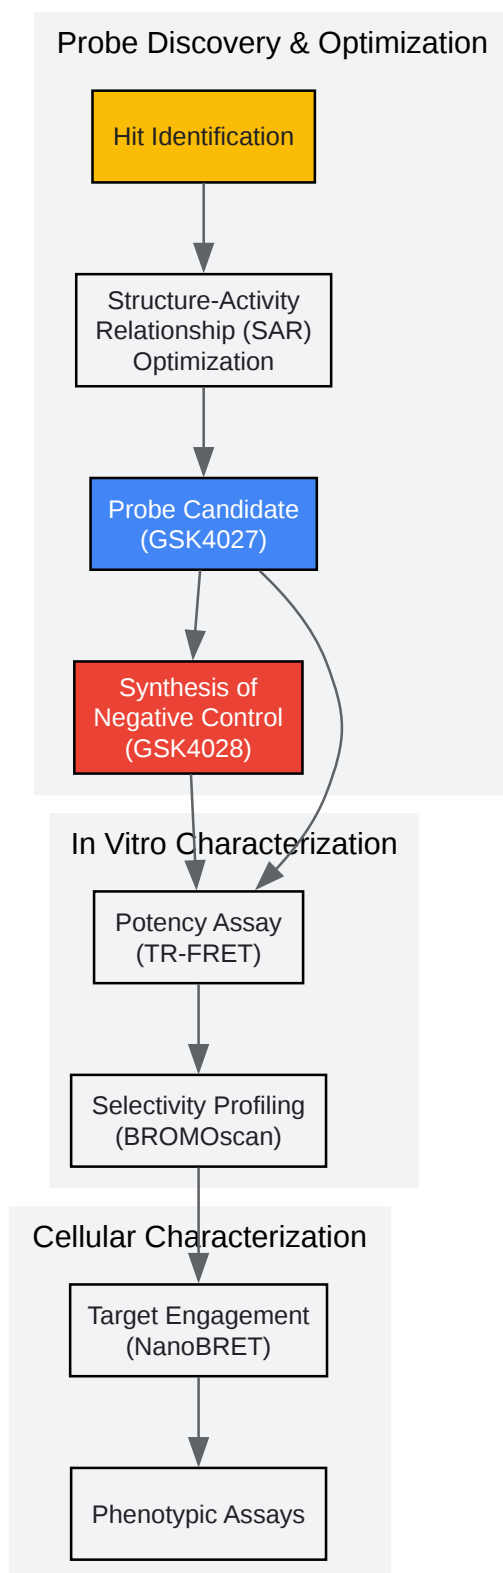 Probe Discovery & Optimization
Hit Identification
Structure-Activity
Relationship (SAR)
Optimization
Probe Candidate
(GSK4027)
Synthesis of
Negative Control
(GSK4028)
In Vitro Characterization
Potency Assay
(TR-FRET)
Selectivity Profiling
(BROMOscan)
Cellular Characterization
Target Engagement
(NanoBRET)
Phenotypic Assays